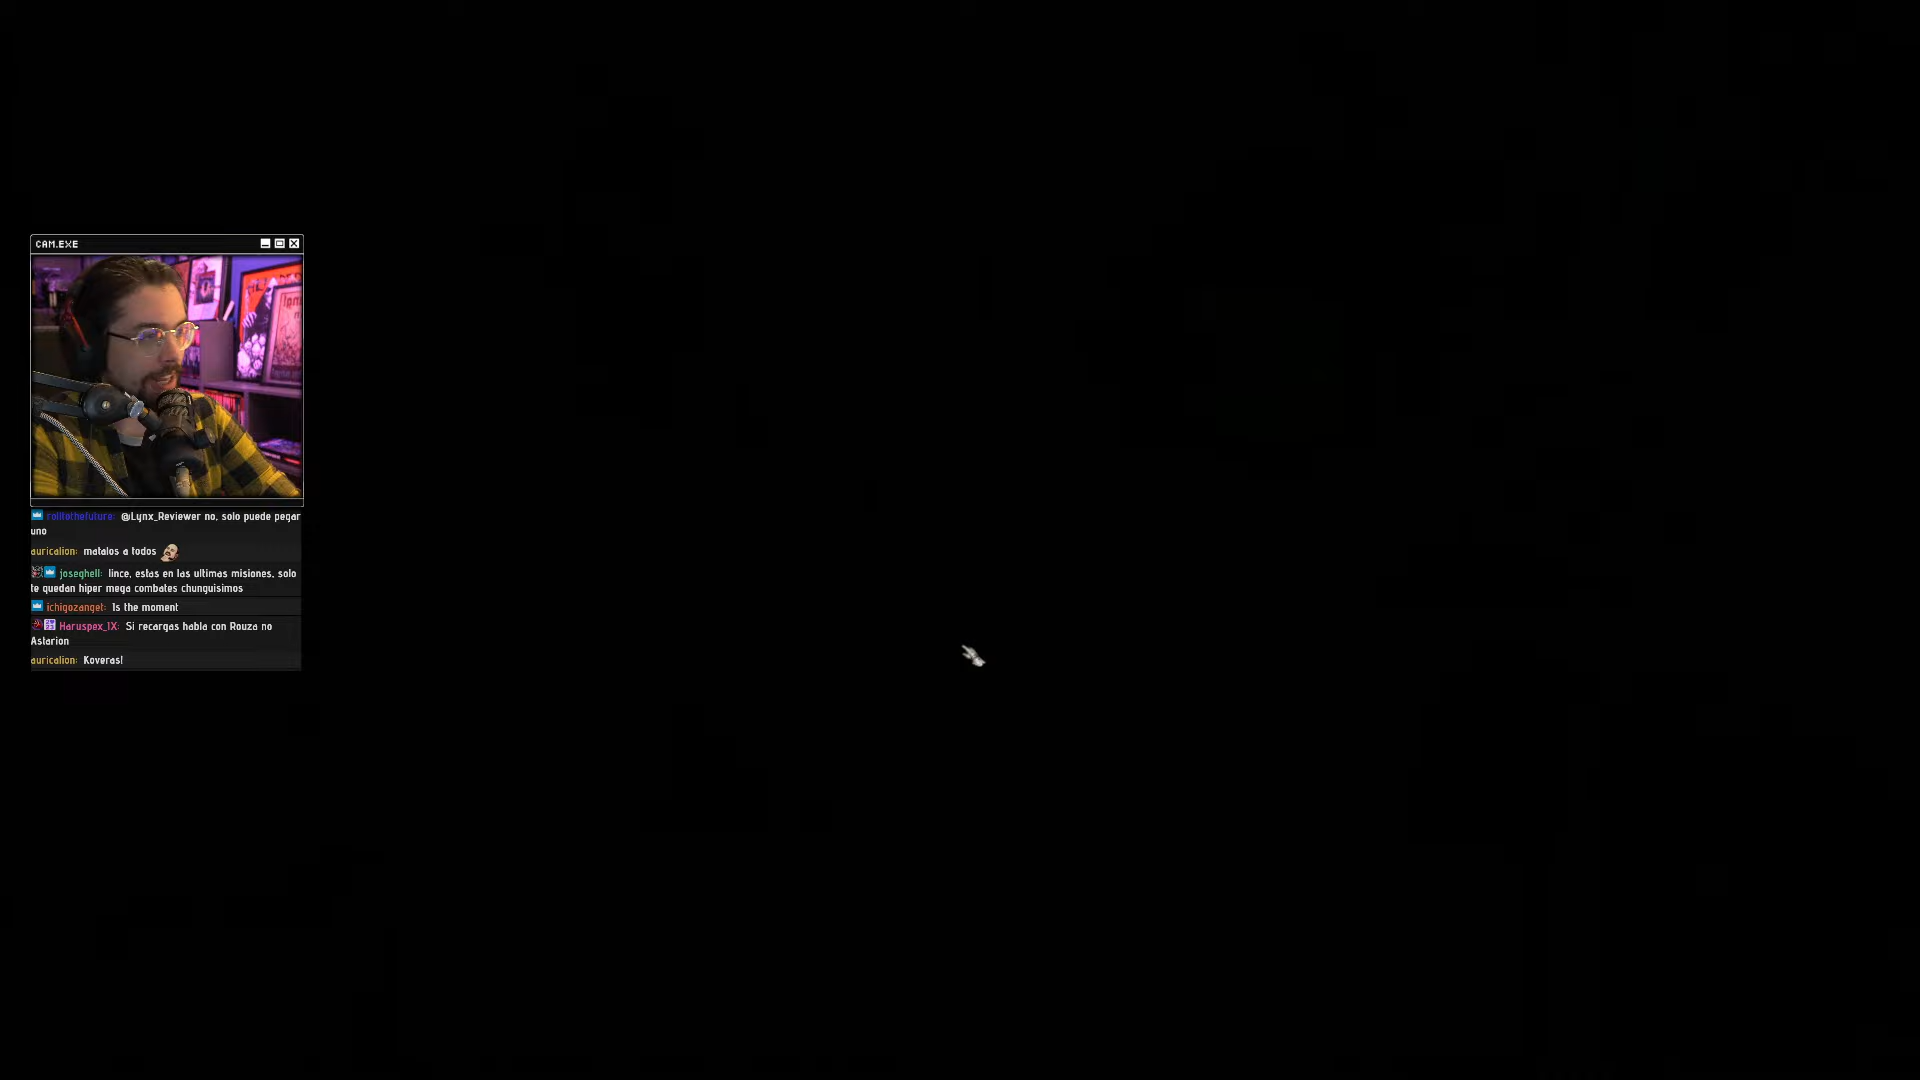 CAM.EXE
rolltothefuture: @Lynx_Reviewer no, solo puede pegar
uno
auricalion: matalos a todos
joseghell: lince, estas en las ultimas misiones, solo
te quedan hiper mega combates chunguisimos
ichigozangel: Is the moment
Haruspex_IX: Si recargas habla con Rouza no
Astarion
auricalion: Koveras!